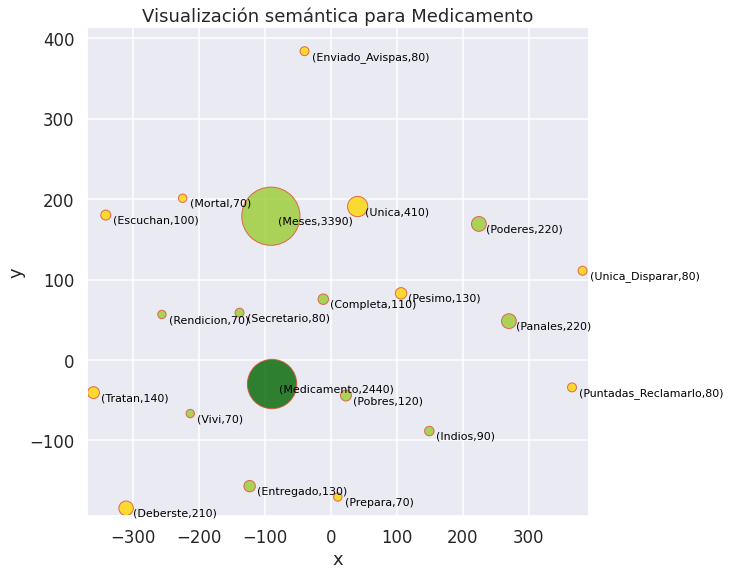 Visualización semántica para Medicamento
400
(Enviado_Avispas,80)
300
200
(Mortal,70)
(Unica,410)
(Escuchan,100)
(Meses,3390)
(Poderes,220)
y
100
(Unica_Disparar,80)
(Pesimo,130)
(Completa,110)
(Rendicion,70)
(Secretario,80)
(Panales,220)
0
(Medicamento,2440)
(Puntadas_Reclamarlo,80)
(Tratan,140)
(Pobres,120)
(Vivi,70)
(Indios,90)
−100
(Entregado,130)
(Prepara,70)
(Deberste,210)
−300 −200 −100 0 100 200 300
x